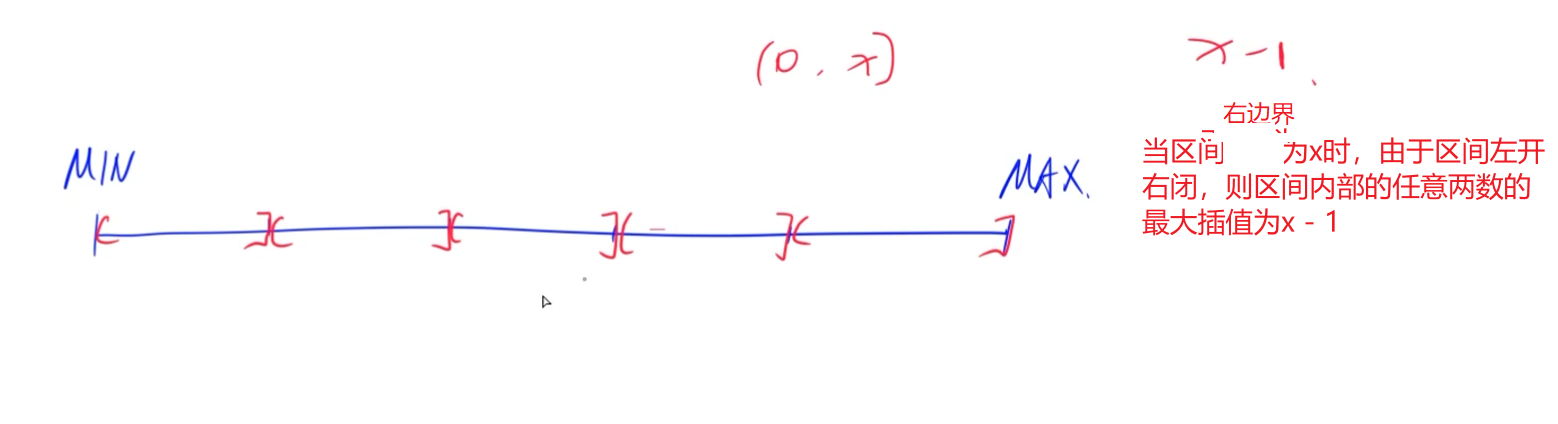 (0, x]
x-1.
右边界
MIN
MAX.
当区间 为x时，由于区间左开
右闭，则区间内部的任意两数的
最大插值为x - 1